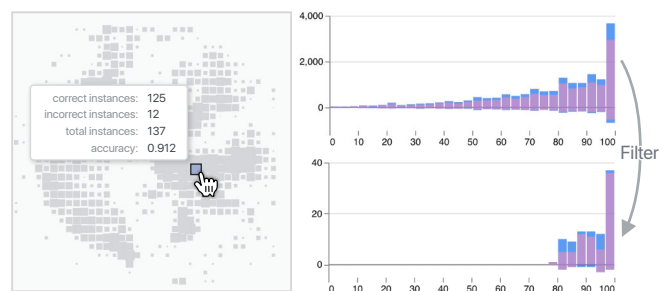 correct instances: 125
incorrect instances: 12
total instances: 137
accuracy: 0.912
4,000
2,000
0
0 10 20 30 40 50 60 70 80 90 100
Filter
40
20
0
0 10 20 30 40 50 60 70 80 90 100